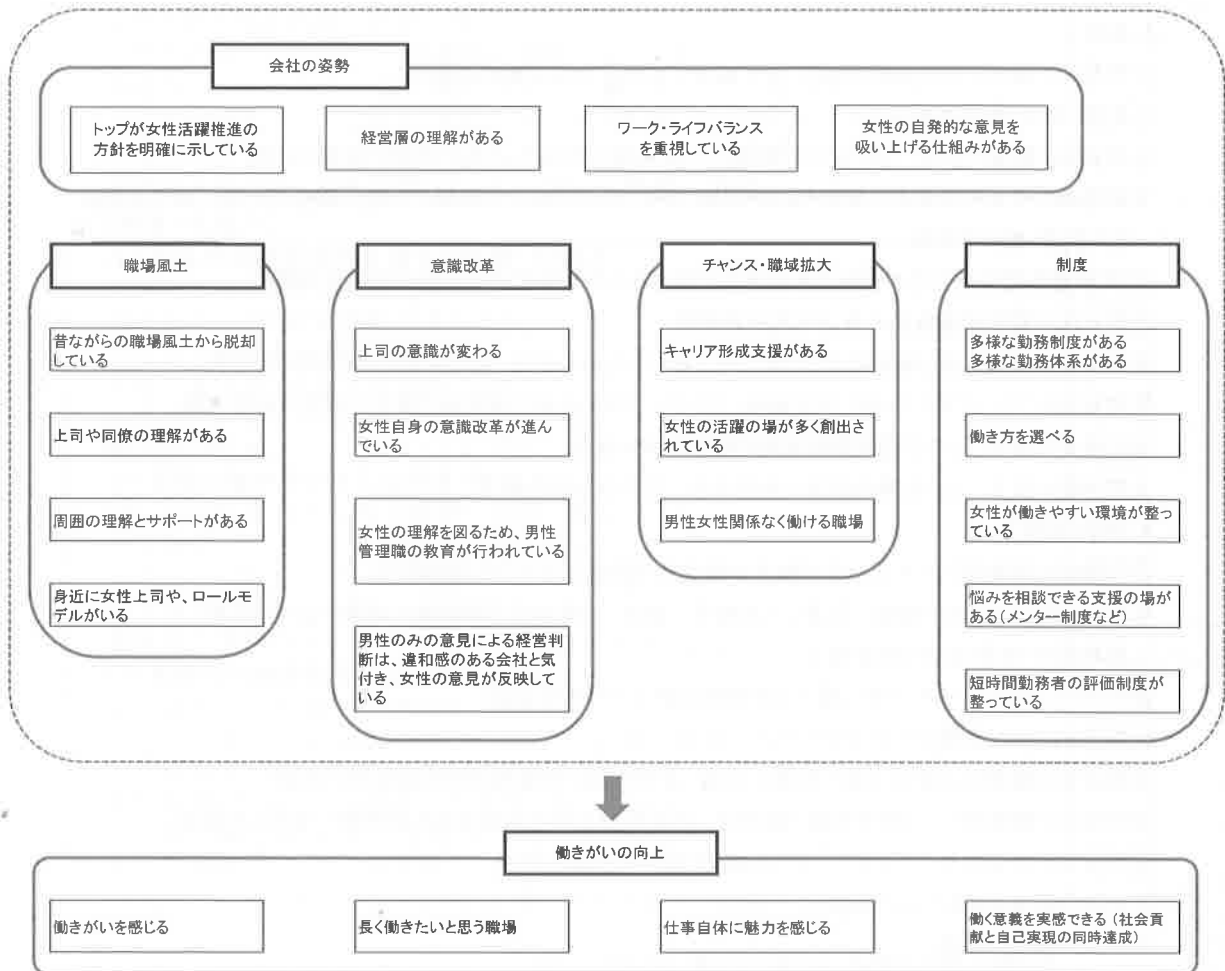 会社の姿勢
トップが女性活躍推進の
方針を明確に示している
経営層の理解がある
ワーク・ライフバランス
を重視している
女性の自発的な意見を
吸い上げる仕組みがある
職場風土
昔ながらの職場風土から脱却
している
上司や同僚の理解がある
周囲の理解とサポートがある
身近に女性上司や、ロールモ
デルがいる
意識改革
上司の意識が変わる
女性自身の意識改革が進ん
でいる
女性の理解を図るため、男性
管理職の教育が行われている
男性のみの意見による経営判
断は、違和感のある会社と気
付き、女性の意見が反映して
いる
チャンス・職域拡大
キャリア形成支援がある
女性の活躍の場が多く創出さ
れている
男性女性関係なく働ける職場
制度
多様な勤務制度がある
多様な勤務体系がある
働き方を選べる
女性が働きやすい環境が整っ
ている
悩みを相談できる支援の場が
ある(メンター制度など)
短時間勤務者の評価制度が
整っている
働きがいの向上
働きがいを感じる
長く働きたいと思う職場
仕事自体に魅力を感じる
働く意義を実感できる(社会貢
献と自己実現の同時達成)